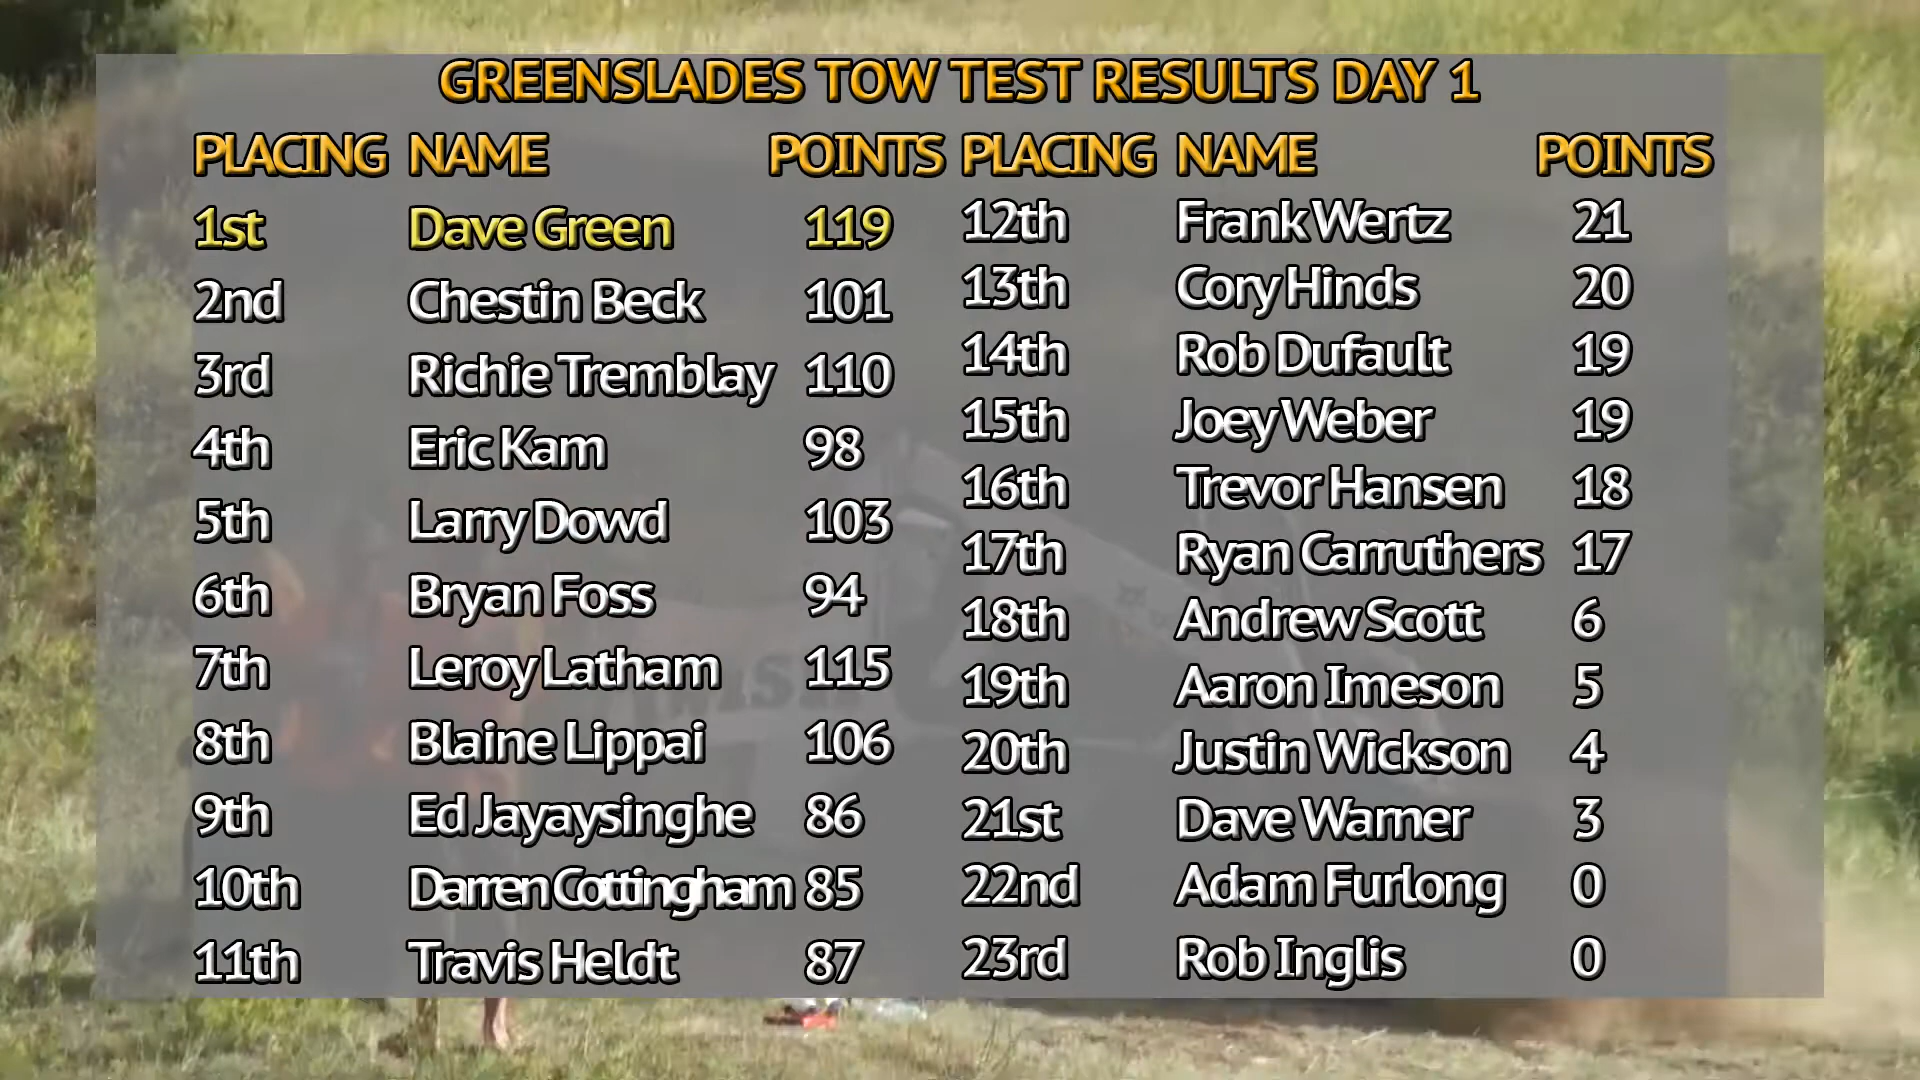 GREENSLADES TOW TEST RESULTS DAY 1
PLACING NAME POINTS PLACING NAME POINTS
1st Dave Green 119
2nd Chestin Beck 101
3rd Richie Tremblay 110
4th Eric Kam 98
5th Larry Dowd 103
6th Bryan Foss 94
7th Leroy Latham 115
8th Blaine Lippai 106
9th Ed Jayaysinghe 86
10th Darren Cottingham 85
11th Travis Heldt 87
12th Frank Wertz 21
13th Cory Hinds 20
14th Rob Dufault 19
15th Joey Weber 19
16th Trevor Hansen 18
17th Ryan Carruthers 17
18th Andrew Scott 6
19th Aaron Imeson 5
20th Justin Wickson 4
21st Dave Warner 3
22nd Adam Furlong 0
23rd Rob Inglis 0